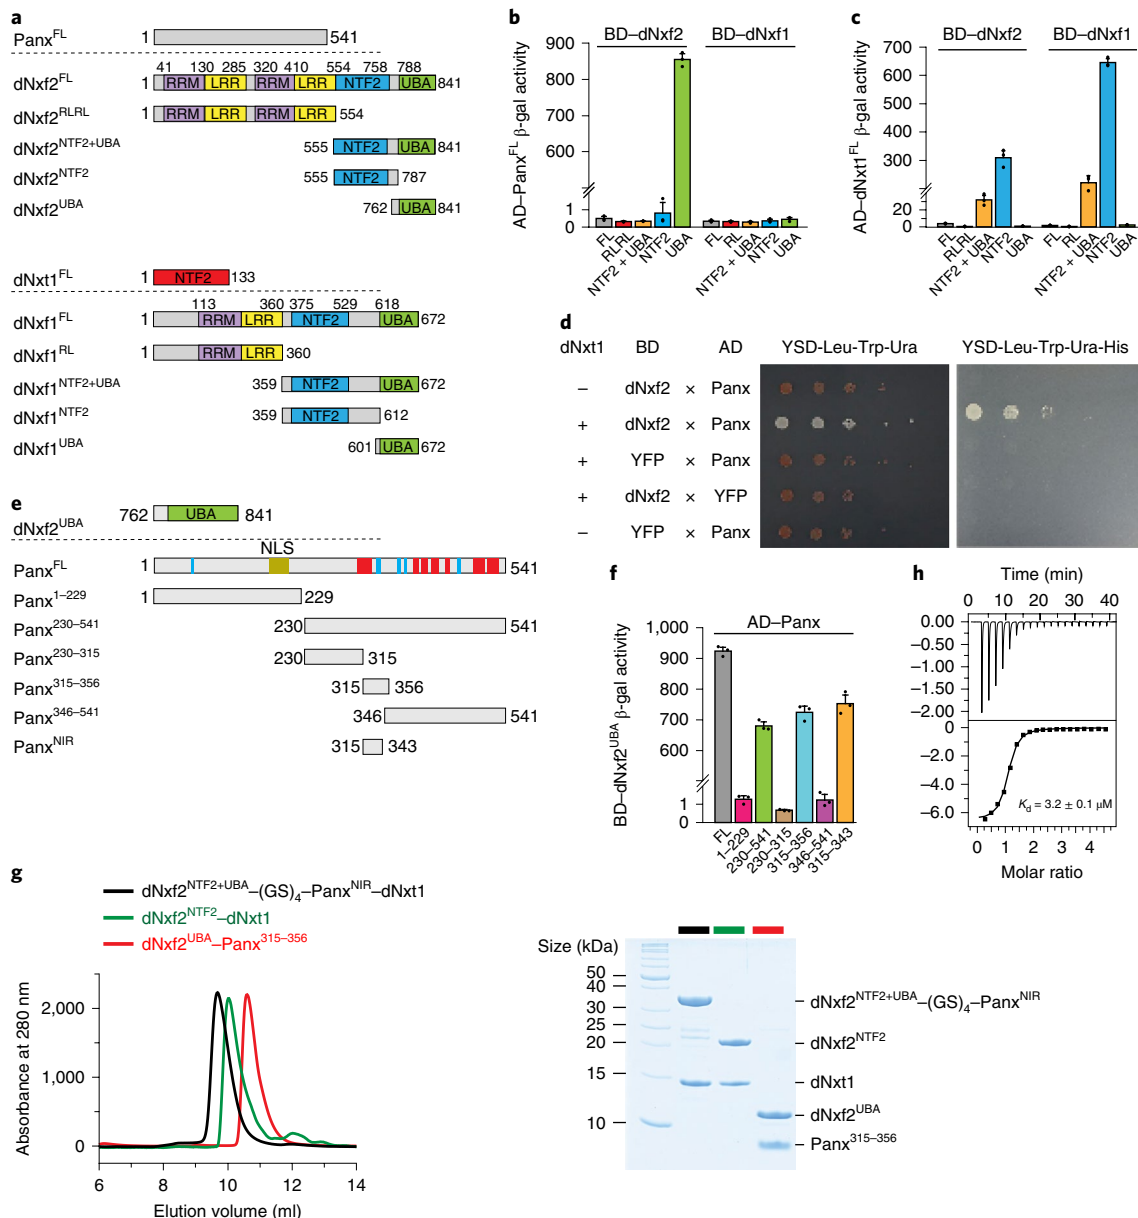 a
Panx^FL 1 541
41 130 285 320 410 554 758 788
dNxf2^FL 1 RRM LRR RRM LRR NTF2 UBA 841
dNxf2^RLRL 1 RRM LRR RRM LRR 554
dNxf2^NTF2+UBA 555 NTF2 UBA 841
dNxf2^NTF2 555 NTF2 787
dNxf2^UBA 762 UBA 841
dNxt1^FL 1 NTF2 133
113 360 375 529 618
dNxf1^FL 1 RRM LRR NTF2 UBA 672
dNxf1^RL 1 RRM LRR 360
dNxf1^NTF2+UBA 359 NTF2 UBA 672
dNxf1^NTF2 359 NTF2 612
dNxf1^UBA 601 UBA 672
b
BD–dNxf2 BD–dNxf1
AD–Panx^FL β-gal activity
900
800
700
600
1
0
FL RLRL NTF2 + UBA NTF2 UBA FL RL NTF2 + UBA NTF2 UBA
c
BD–dNxf2 BD–dNxf1
AD–dNxt1^FL β-gal activity
700
600
500
400
300
20
0
FL RLRL NTF2 + UBA NTF2 UBA FL RL NTF2 + UBA NTF2 UBA
d
dNxt1 BD AD YSD-Leu-Trp-Ura YSD-Leu-Trp-Ura-His
– dNxf2 × Panx
+ dNxf2 × Panx
+ YFP × Panx
+ dNxf2 × YFP
– YFP × Panx
e
dNxf2^UBA 762 UBA 841
NLS
Panx^FL 1 541
Panx^1–229 1 229
Panx^230–541 230 541
Panx^230–315 230 315
Panx^315–356 315 356
Panx^346–541 346 541
Panx^NIR 315 343
f
AD–Panx
BD–dNxf2^UBA β-gal activity
1,000
900
800
700
600
1
0
FL 1–229 230–541 230–315 315–356 346–541 315–343
h
Time (min)
0 10 20 30 40
0.00
–0.50
–1.00
–1.50
–2.00
0
–2.0
–4.0
–6.0
K_d = 3.2 ± 0.1 μM
0 1 2 3 4
Molar ratio
g
dNxf2^NTF2+UBA–(GS)_4–Panx^NIR–dNxt1
dNxf2^NTF2–dNxt1
dNxf2^UBA–Panx^315–356
Absorbance at 280 nm
2,000
1,000
0
6 8 10 12 14
Elution volume (ml)
Size (kDa)
50
40
30
25
20
15
10
dNxf2^NTF2+UBA–(GS)_4–Panx^NIR
dNxf2^NTF2
dNxt1
dNxf2^UBA
Panx^315–356